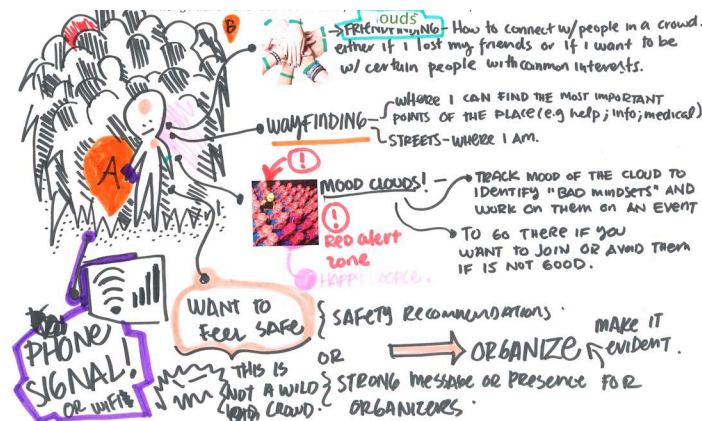 B
ouds
FRIENDFINDING - How to connect w/people in a crowd.
either if I lost my friends or if I want to be
w/ certain people with common interests.
A
WAYFINDING
WHERE I CAN FIND THE MOST IMPORTANT
POINTS OF THE PLACE (e.g help; info; medical)
STREETS - WHERE I AM.
!
MOOD CLOUDS!
TRACK MOOD OF THE CLOUD TO
IDENTIFY "BAD MINDSETS" AND
WORK ON THEM ON AN EVENT
TO GO THERE IF YOU
WANT TO JOIN OR AVOID THEM
IF IS NOT GOOD.
!
RED alert
zone
HAPPY PEOPLE.
PHONE
SIGNAL!
OR WiFi
WANT TO
FEEL SAFE
SAFETY RECOMMENDATIONS.
OR
THIS IS
NOT A WILD
CROWD.
STRONG MESSAGE OR PRESENCE FOR
ORGANIZERS.
ORGANIZE
MAKE IT
EVIDENT.